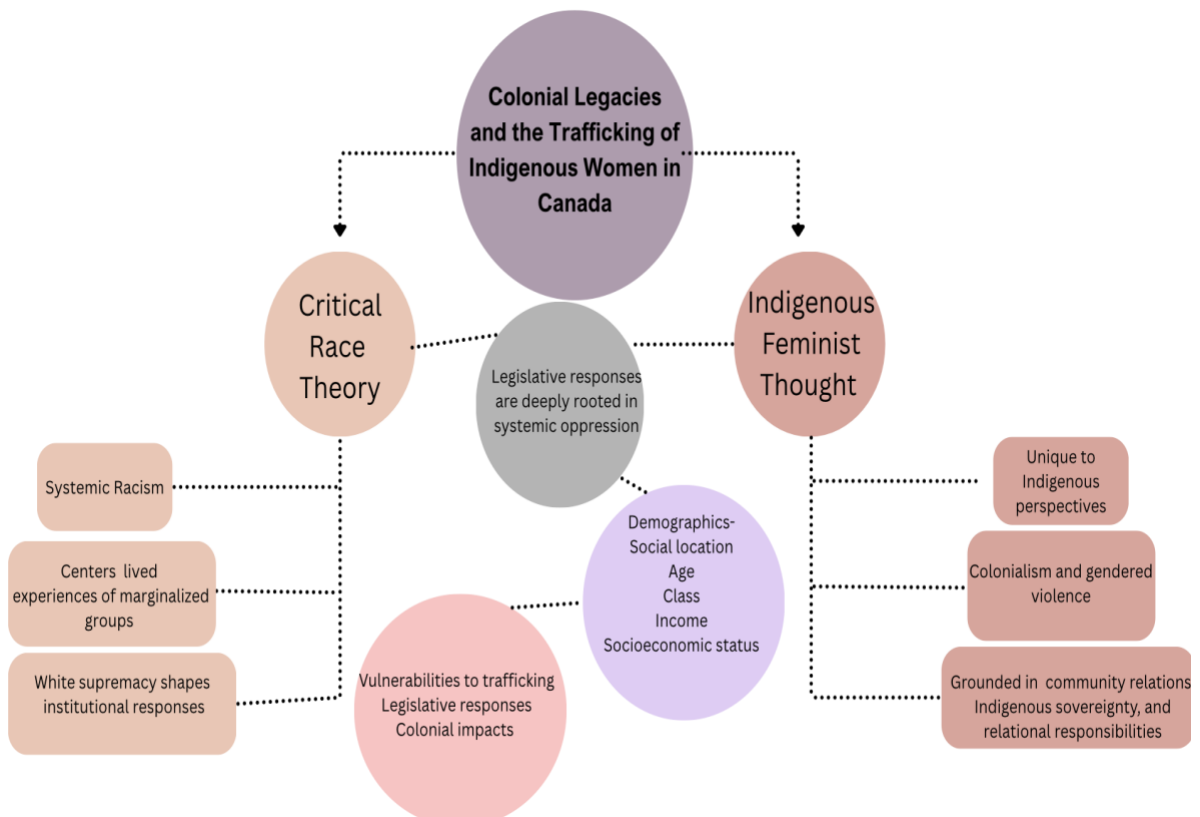 Colonial Legacies
and the Trafficking of
Indigenous Women in
Canada
Critical
Race
Theory
Indigenous
Feminist
Thought
Legislative responses
are deeply rooted in
systemic oppression
Systemic Racism
Centers lived
experiences of marginalized
groups
White supremacy shapes
institutional responses
Demographics-
Social location
Age
Class
Income
Socioeconomic status
Vulnerabilities to trafficking
Legislative responses
Colonial impacts
Unique to
Indigenous
perspectives
Colonialism and gendered
violence
Grounded in community relations
Indigenous sovereignty, and
relational responsibilities